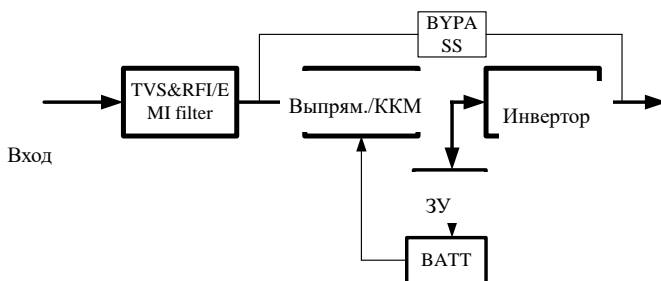 BYPA
SS
TVS&RFI/E
MI filter
Выпрям./ККМ
Инвертор
Вход
ЗУ
BATT